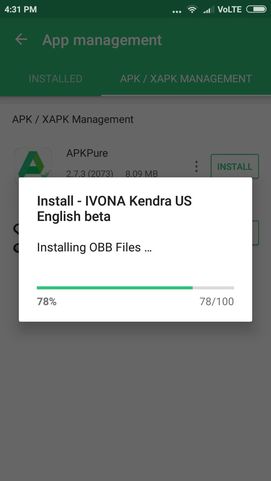 4:31 PM
... VoLTE
App management
INSTALLED
APK / XAPK MANAGEMENT
APK / XAPK Management
APKPure
2.7.3 (2073) 8.09 MB
INSTALL
Install - IVONA Kendra US
English beta
Installing OBB Files ...
78%
78/100